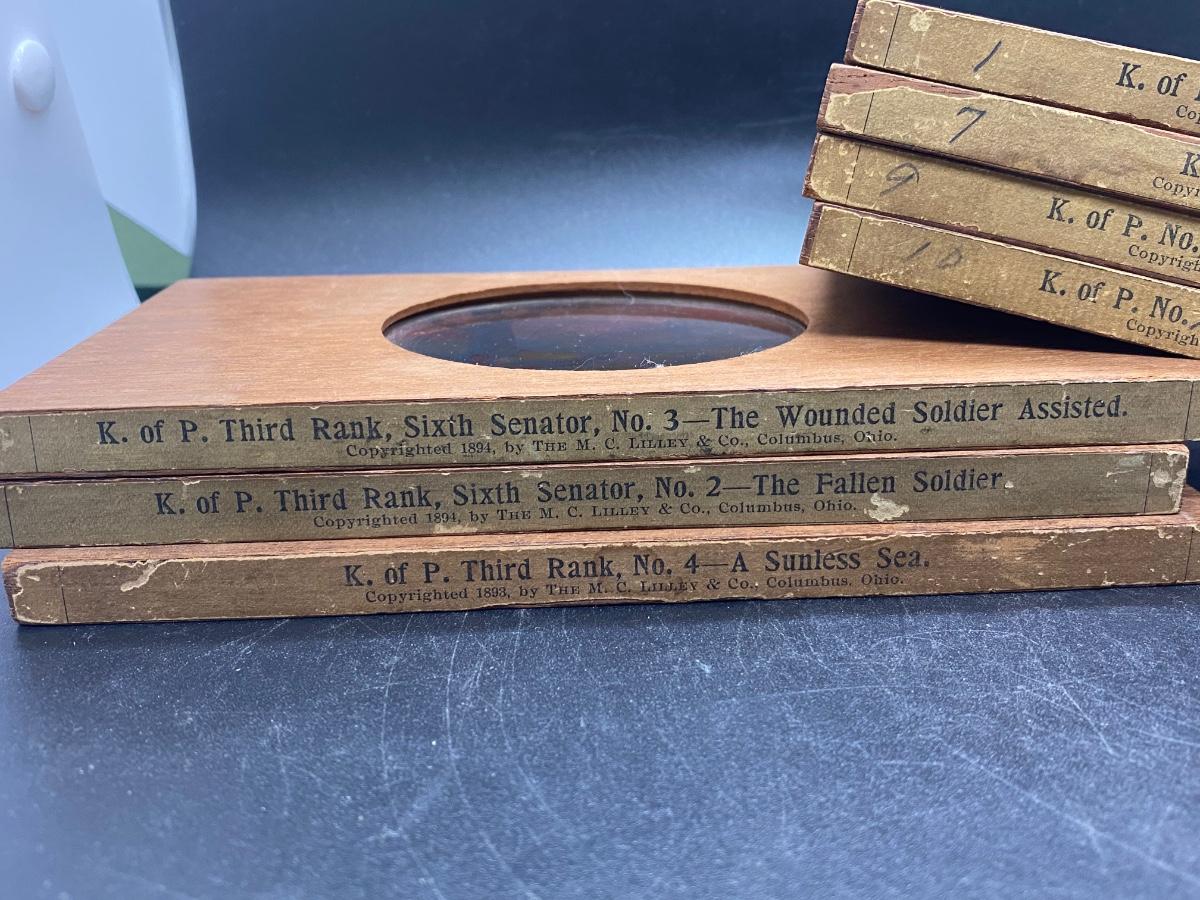 1
K. of
7
K
Copyr
9
K. of P. No.
Copyrigh
10
K. of P. No.
Copyrigh
K. of P. Third Rank, Sixth Senator, No. 3—The Wounded Soldier Assisted.
Copyrighted 1894, by THE M. C. LILLEY & Co., Columbus, Ohio.
K. of P. Third Rank, Sixth Senator, No. 2—The Fallen Soldier.
Copyrighted 1894, by THE M. C. LILLEY & Co., Columbus, Ohio.
K. of P. Third Rank, No. 4—A Sunless Sea.
Copyrighted 1893, by THE M. C. LILLEY & Co., Columbus, Ohio.